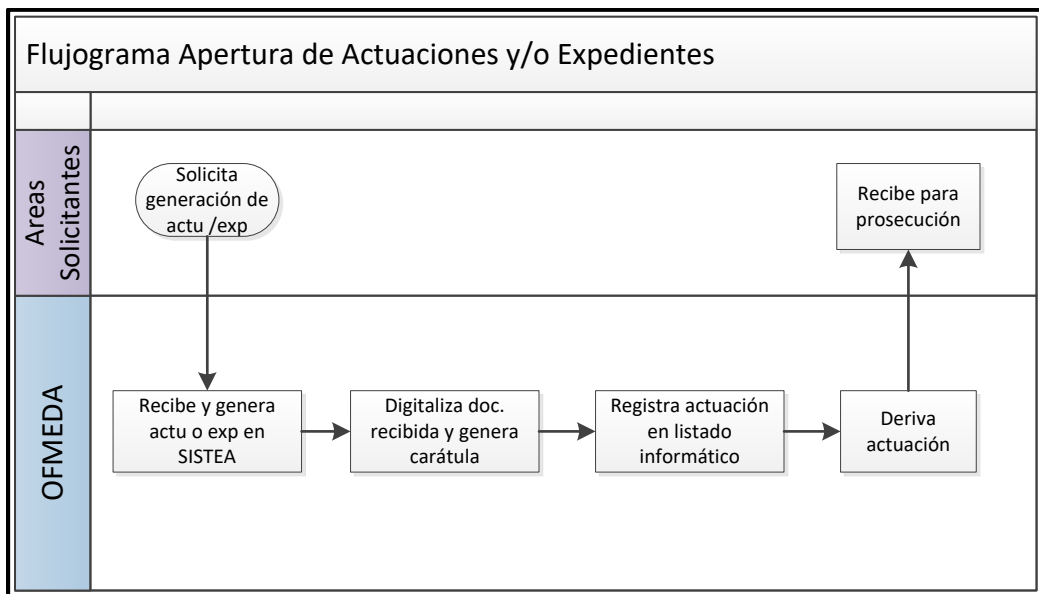 Flujograma Apertura de Actuaciones y/o Expedientes
Areas
Solicitantes
Solicita
generación de
actu /exp
Recibe para
prosecución
OFMEDA
Recibe y genera
actu o exp en
SISTEA
Digitaliza doc.
recibida y genera
carátula
Registra actuación
en listado
informático
Deriva
actuación